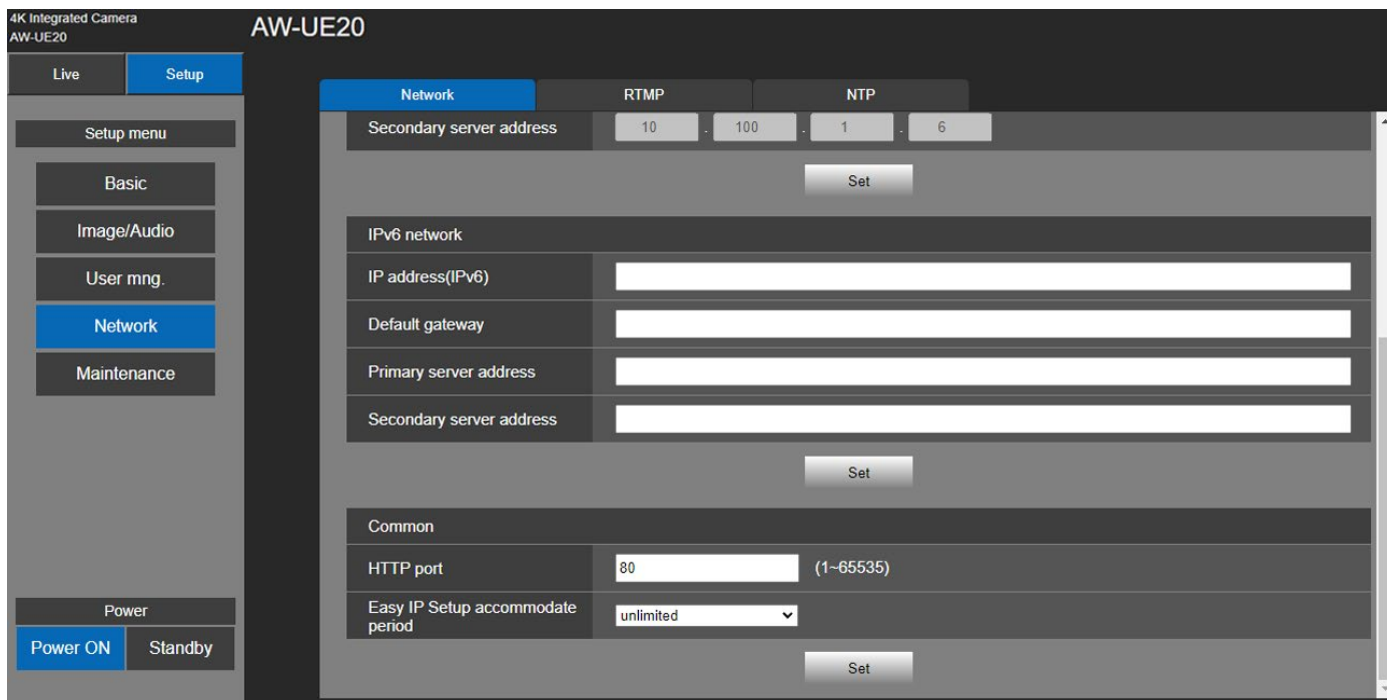 4K Integrated Camera
AW-UE20
AW-UE20
Live Setup
Setup menu
Basic
Image/Audio
User mng.
Network
Maintenance
Power
Power ON Standby
Network RTMP NTP
Secondary server address 10 . 100 . 1 . 6
Set
IPv6 network
IP address(IPv6)
Default gateway
Primary server address
Secondary server address
Set
Common
HTTP port 80 (1~65535)
Easy IP Setup accommodate
period
unlimited
Set